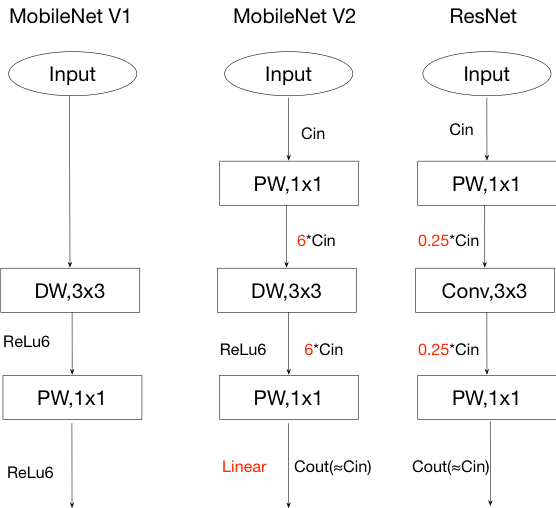 MobileNet V1
Input
DW,3x3
ReLu6
PW,1x1
ReLu6
MobileNet V2
Input
Cin
PW,1x1
6*Cin
DW,3x3
ReLu6 6*Cin
PW,1x1
Linear Cout(≈Cin)
ResNet
Input
Cin
PW,1x1
0.25*Cin
Conv,3x3
0.25*Cin
PW,1x1
Cout(≈Cin)